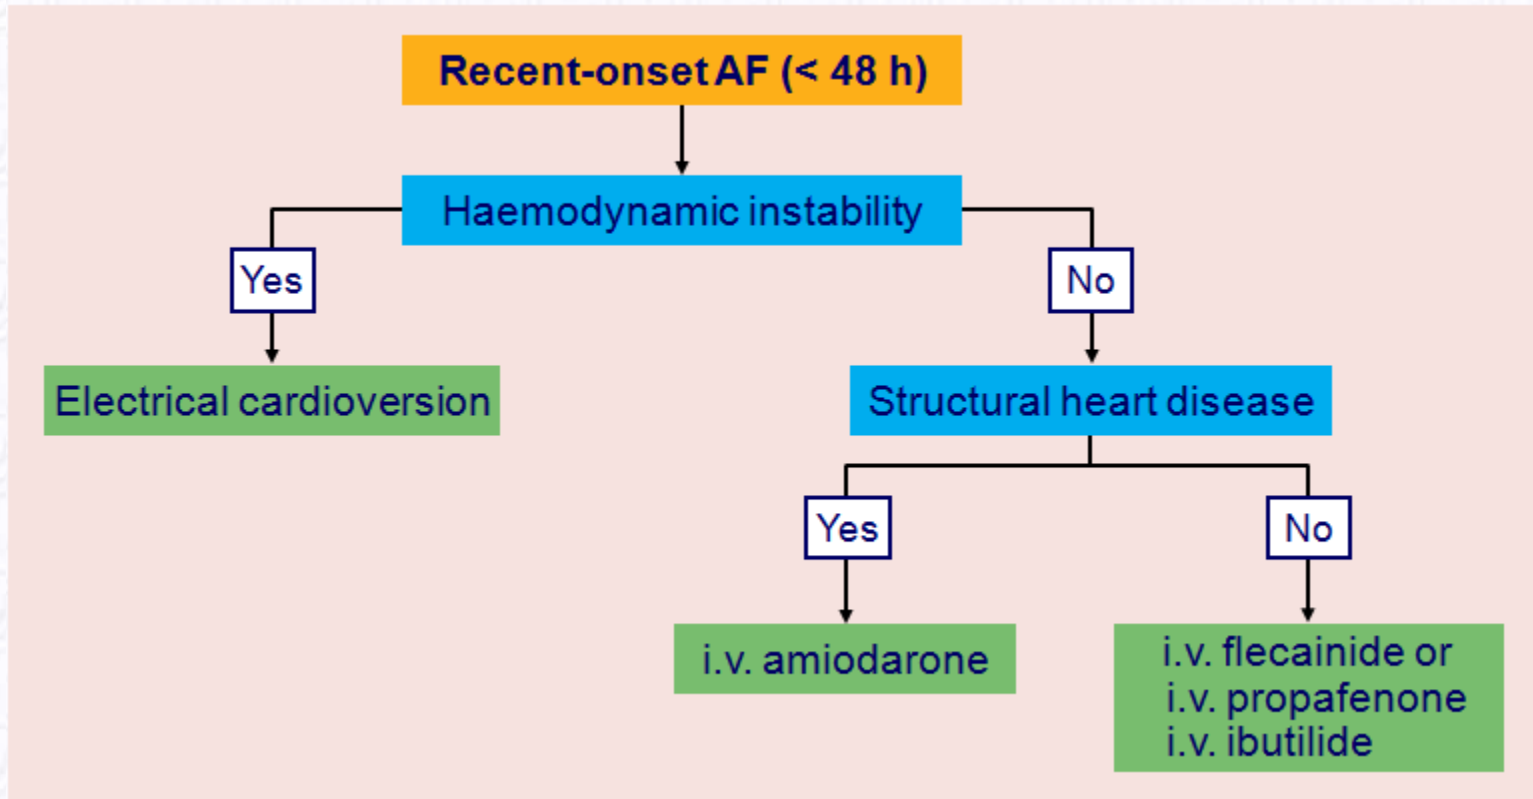 Recent-onset AF (< 48 h)
Haemodynamic instability
Yes
No
Electrical cardioversion
Structural heart disease
Yes
No
i.v. amiodarone
i.v. flecainide or
i.v. propafenone
i.v. ibutilide